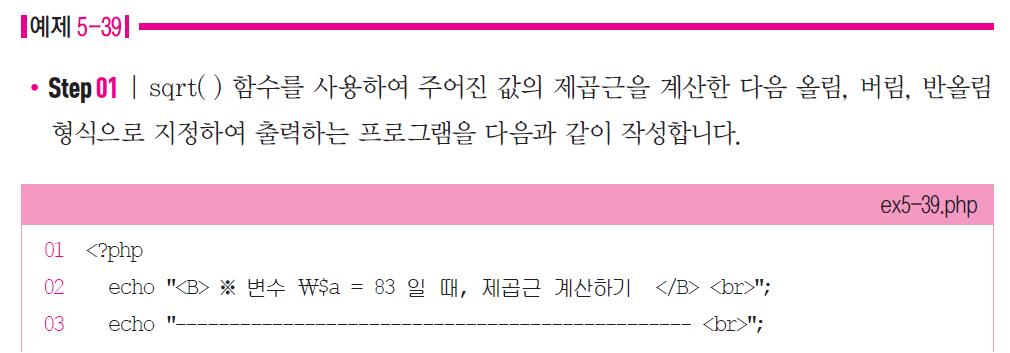 예제 5-39
• Step 01 | sqrt( ) 함수를 사용하여 주어진 값의 제곱근을 계산한 다음 올림, 버림, 반올림
형식으로 지정하여 출력하는 프로그램을 다음과 같이 작성합니다.
ex5-39.php
01 <?php
02 echo "<B> ※ 변수 ₩$a = 83 일 때, 제곱근 계산하기 </B> <br>";
03 echo "------------------------------------------------ <br>";